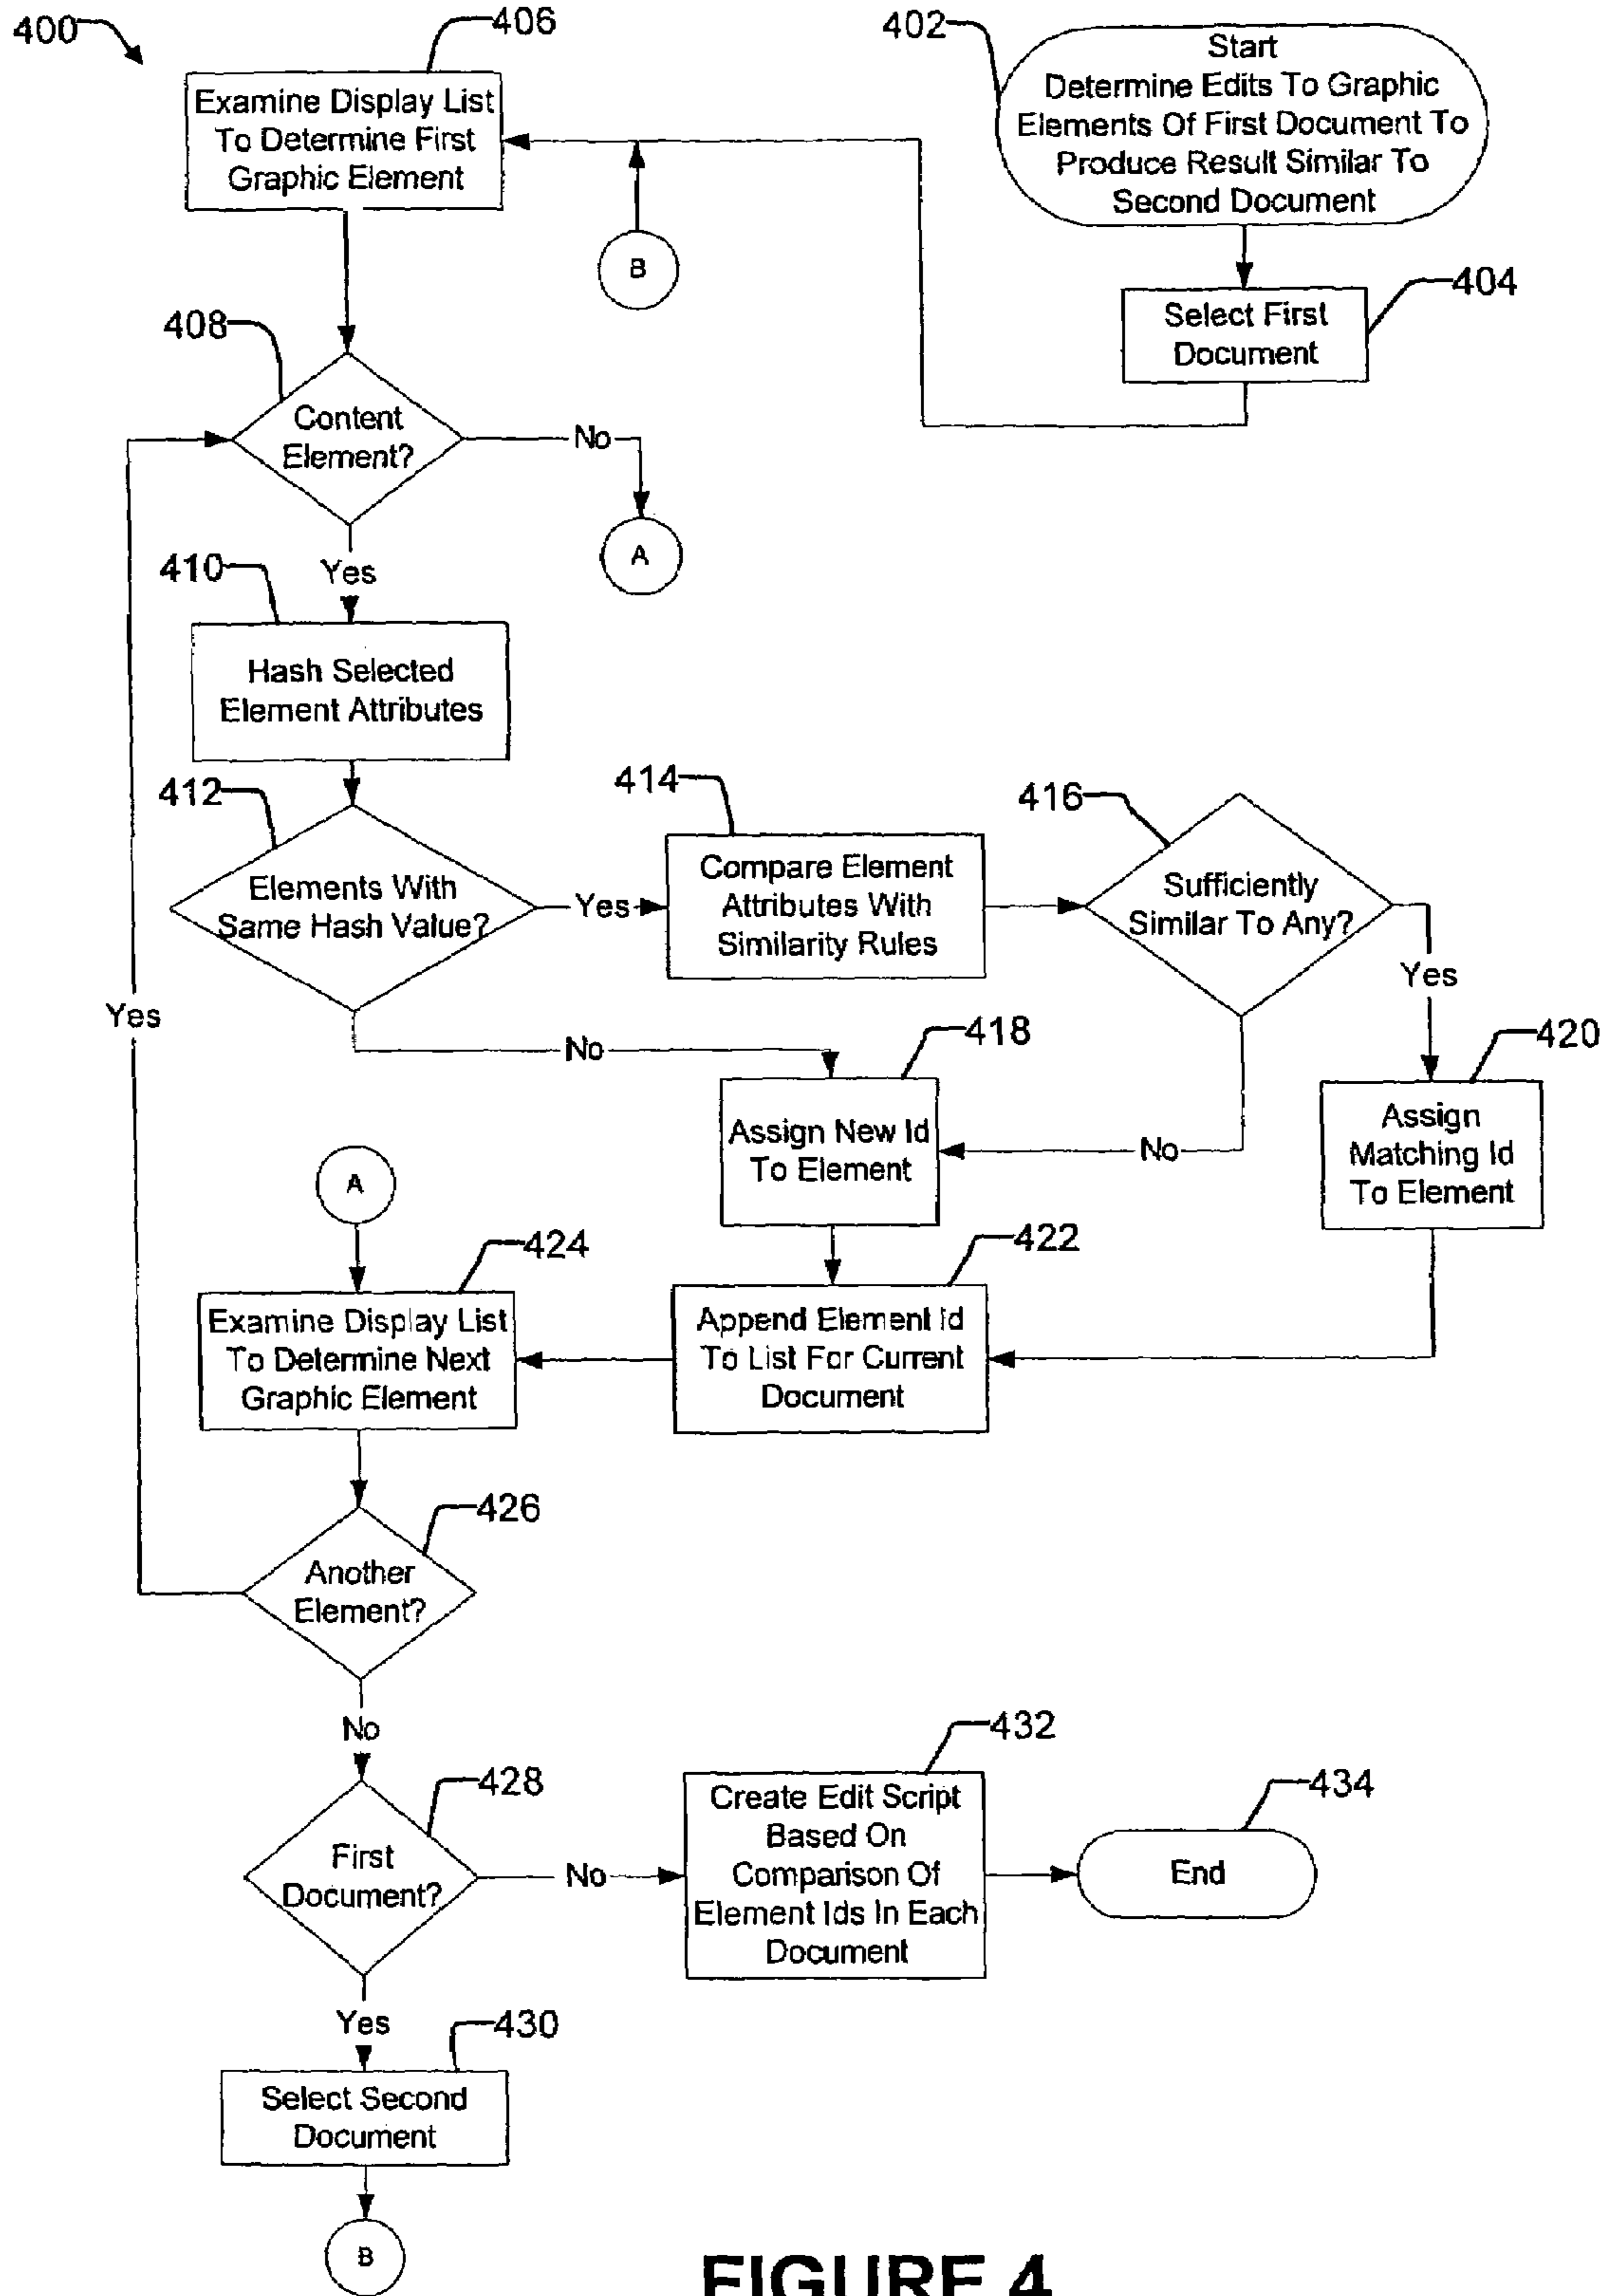 400
406
Examine Display List
To Determine First
Graphic Element
402
Start
Determine Edits To Graphic
Elements Of First Document To
Produce Result Similar To
Second Document
B
404
Select First
Document
408
Content
Element?
No
A
Yes
410
Hash Selected
Element Attributes
412
Elements With
Same Hash Value?
Yes
414
Compare Element
Attributes With
Similarity Rules
416
Sufficiently
Similar To Any?
Yes
Yes
No
418
Assign New Id
To Element
No
420
Assign
Matching Id
To Element
A
424
Examine Display List
To Determine Next
Graphic Element
422
Append Element Id
To List For Current
Document
426
Another
Element?
No
428
First
Document?
No
432
Create Edit Script
Based On
Comparison Of
Element Ids In Each
Document
434
End
Yes
430
Select Second
Document
B
FIGURE 4